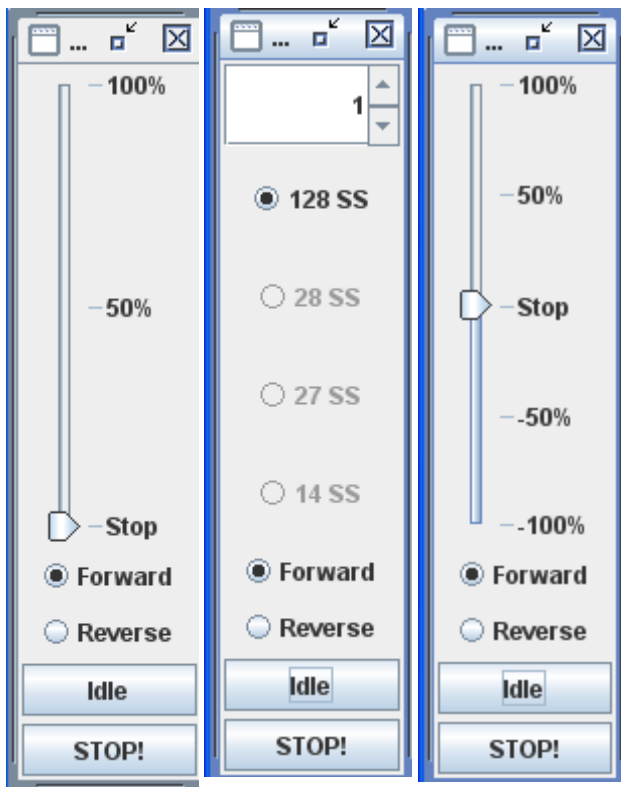 ...
100%
50%
Stop
Forward
Reverse
Idle
STOP!
...
1
128 SS
28 SS
27 SS
14 SS
Forward
Reverse
Idle
STOP!
...
100%
50%
Stop
-50%
-100%
Forward
Reverse
Idle
STOP!